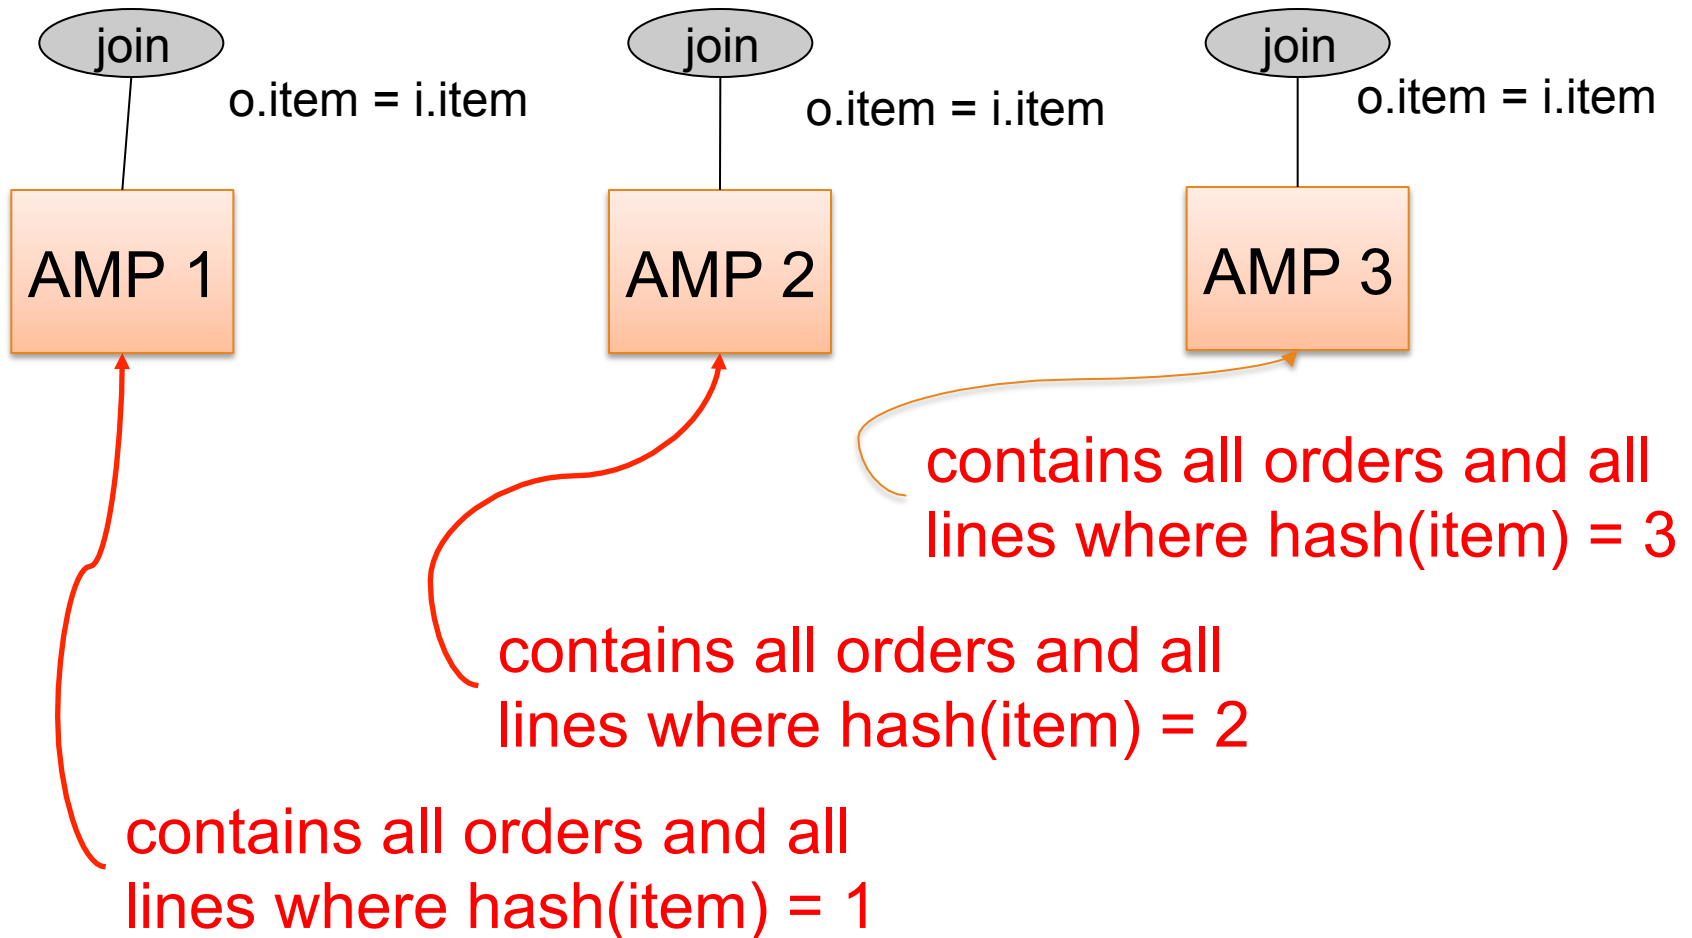 join
join
join
o.item = i.item
o.item = i.item
o.item = i.item
AMP 1
AMP 2
AMP 3
contains all orders and all
lines where hash(item) = 3
contains all orders and all
lines where hash(item) = 2
contains all orders and all
lines where hash(item) = 1